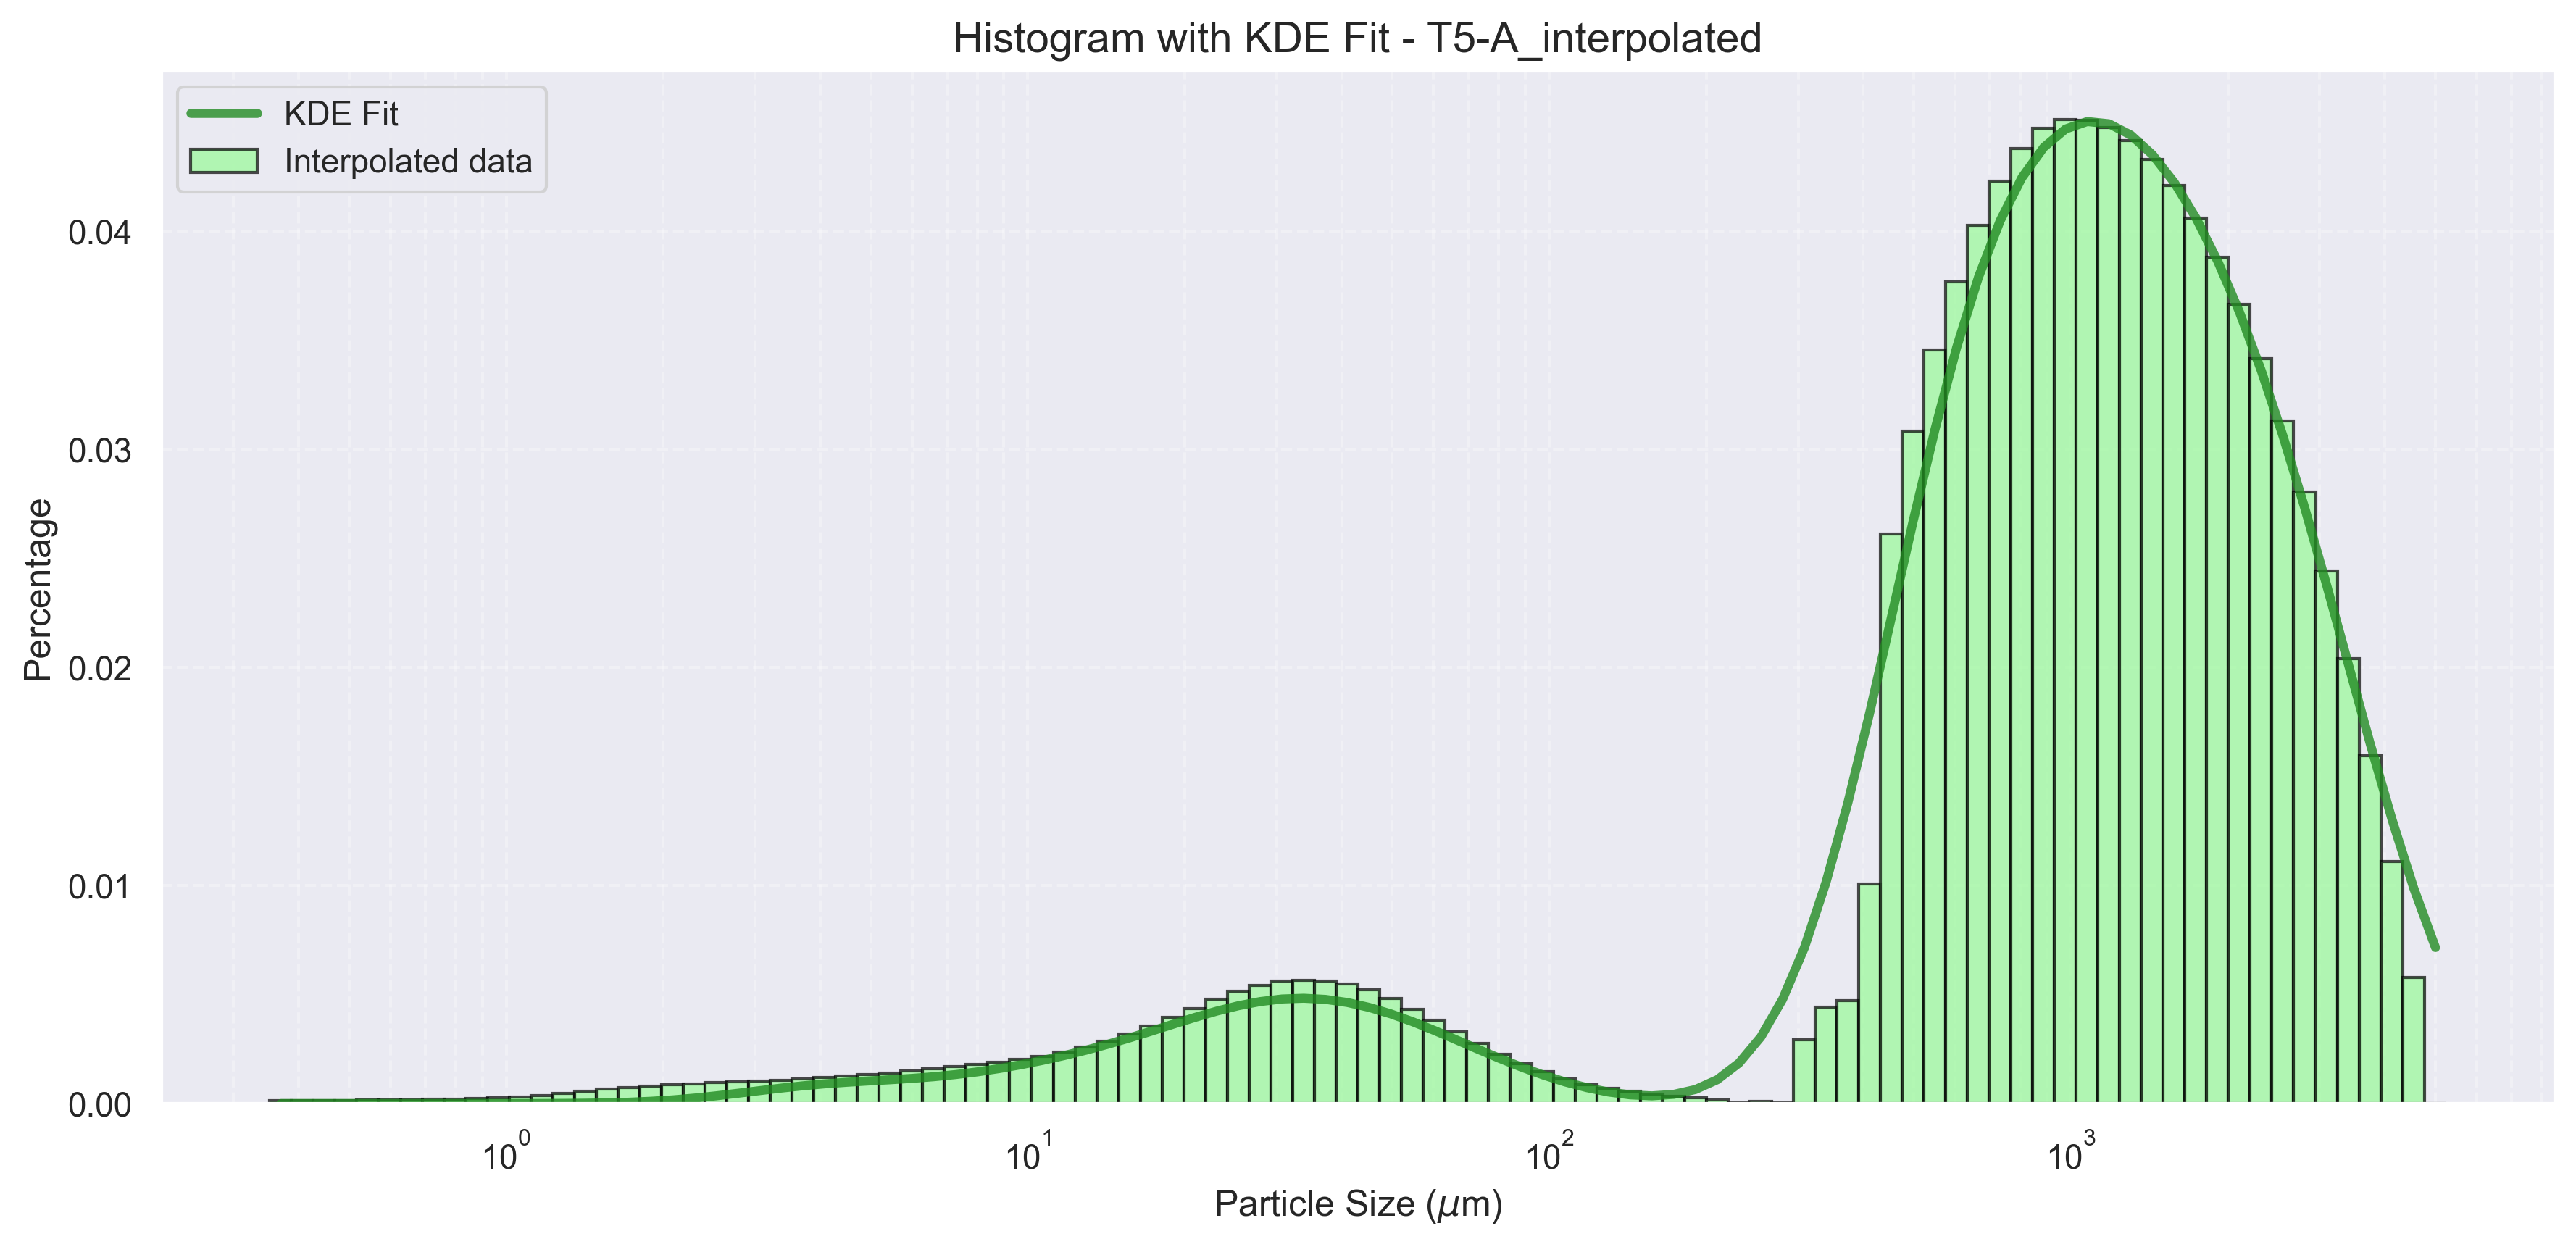 Histogram with KDE Fit - T5-A_interpolated
KDE Fit
Interpolated data
Percentage
0.04
0.03
0.02
0.01
0.00
10⁰
10¹
10²
10³
Particle Size (μm)